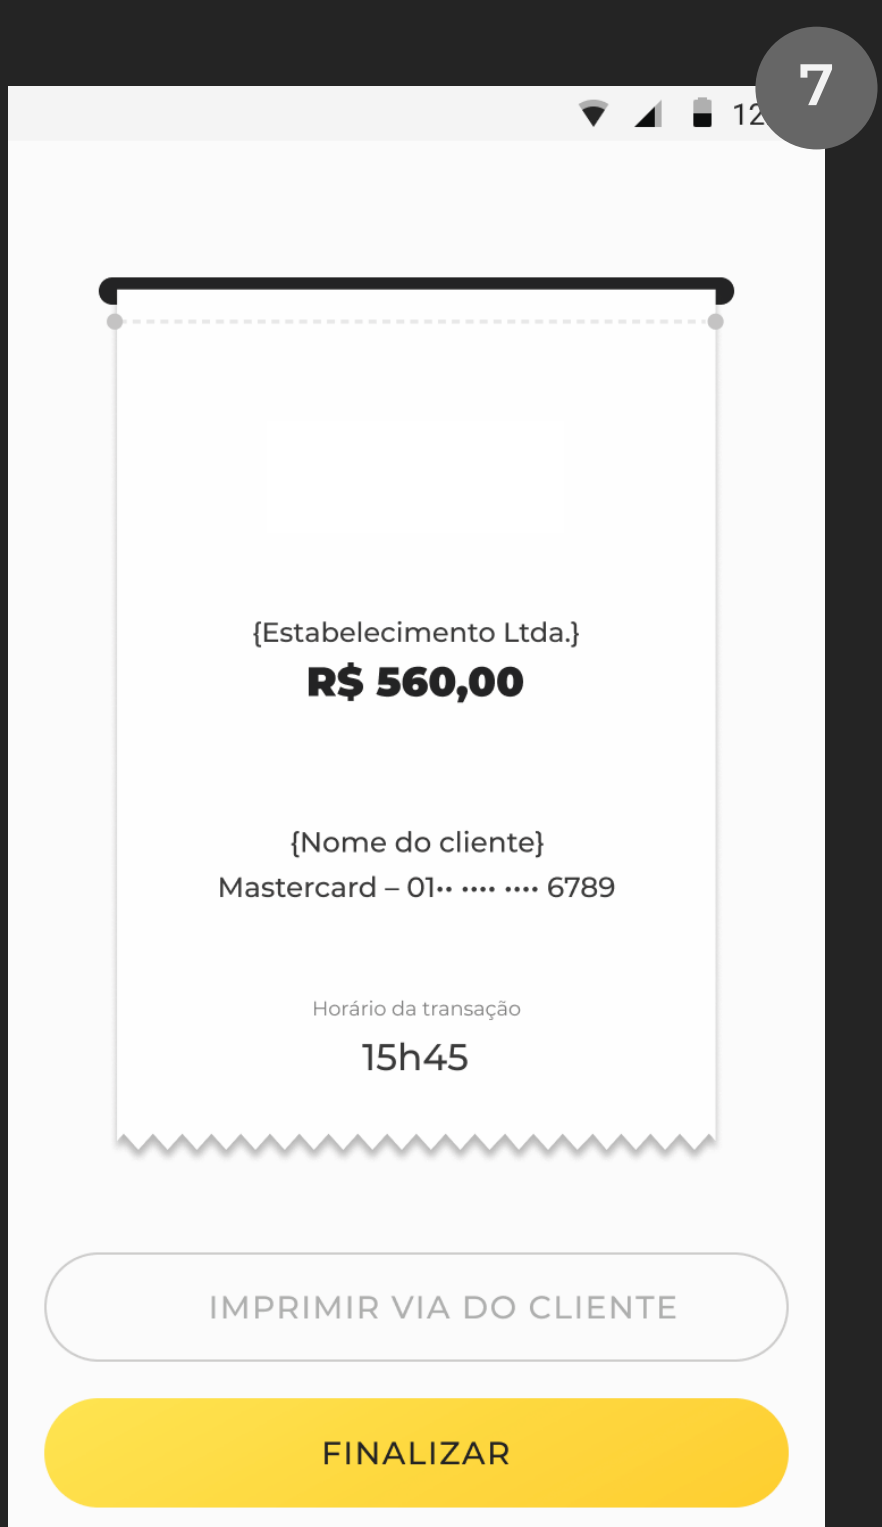 7
12
{Estabelecimento Ltda.}
R$ 560,00
{Nome do cliente}
Mastercard – 01•• •••• •••• 6789
Horário da transação
15h45
IMPRIMIR VIA DO CLIENTE
FINALIZAR